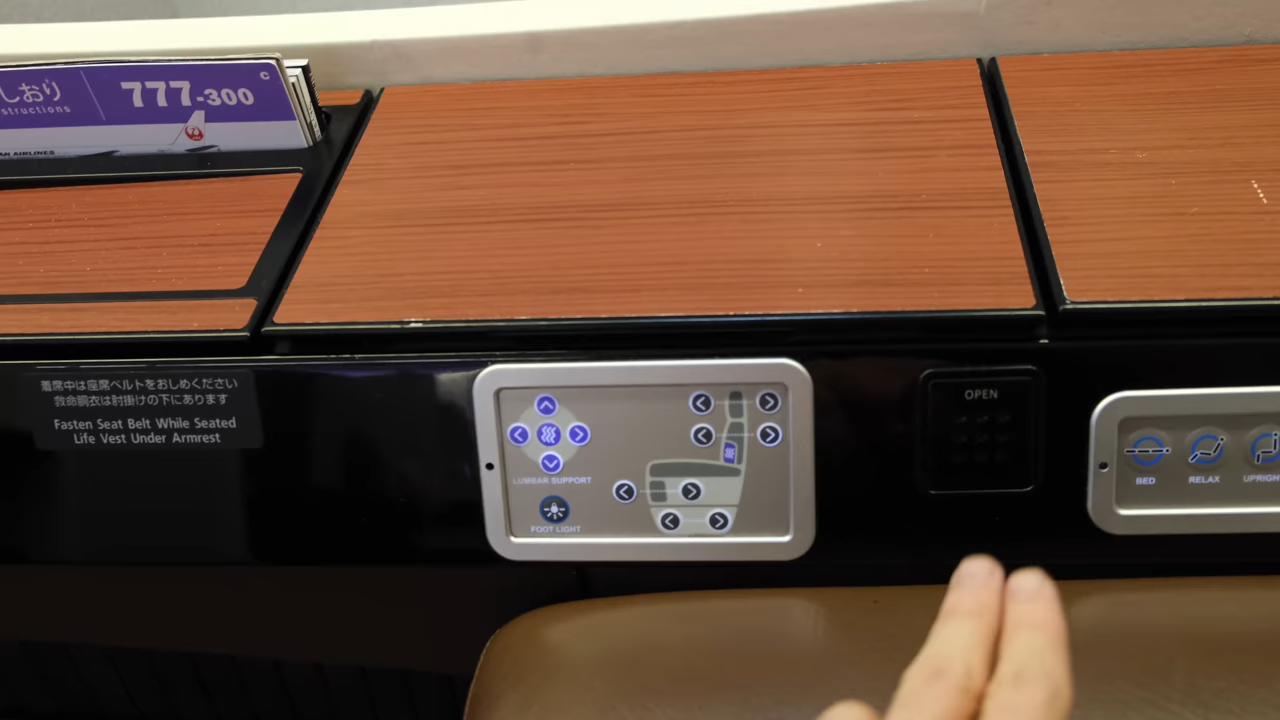 しおり
structions
777-300
C
AN AIRLINES
着席中は座席ベルトをおしめください
救命胴衣は肘掛けの下にあります
Fasten Seat Belt While Seated
Life Vest Under Armrest
LUMBAR SUPPORT
FOOT LIGHT
OPEN
BED
RELAX
UPRIGH